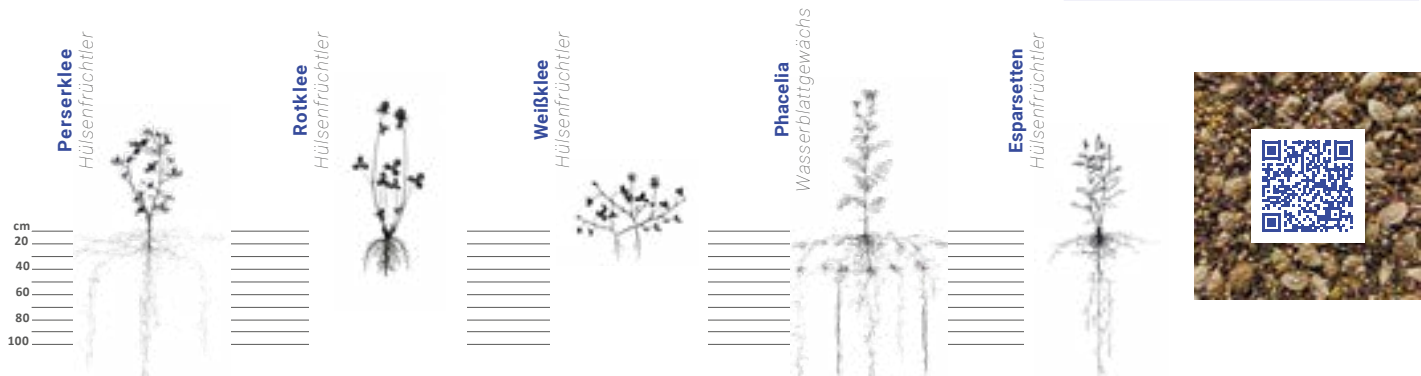 Perserklee
Hülsenfrüchtler
Rotklee
Hülsenfrüchtler
Weißklee
Hülsenfrüchtler
Phacelia
Wasserblattgewächs
Esparsetten
Hülsenfrüchtler
cm
20
40
60
80
100